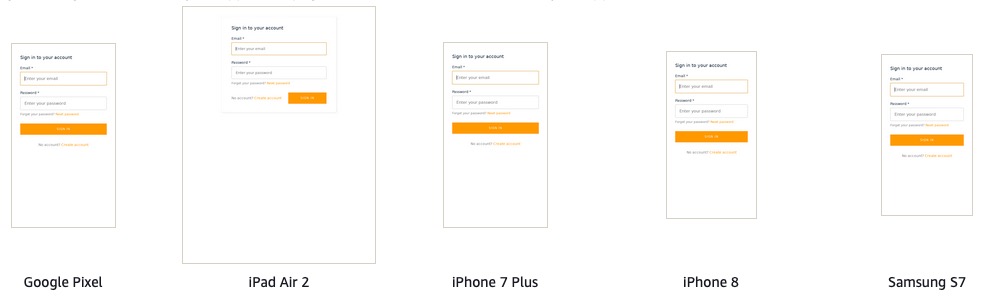 Sign in to your account
Email *
Enter your email
Password *
Enter your password
Forgot your password? Reset password
SIGN IN
No account? Create account
Google Pixel
Sign in to your account
Email *
Enter your email
Password *
Enter your password
Forgot your password? Reset password
No account? Create account
SIGN IN
iPad Air 2
Sign in to your account
Email *
Enter your email
Password *
Enter your password
Forgot your password? Reset password
SIGN IN
No account? Create account
iPhone 7 Plus
Sign in to your account
Email *
Enter your email
Password *
Enter your password
Forgot your password? Reset password
SIGN IN
No account? Create account
iPhone 8
Sign in to your account
Email *
Enter your email
Password *
Enter your password
Forgot your password? Reset password
SIGN IN
No account? Create account
Samsung S7